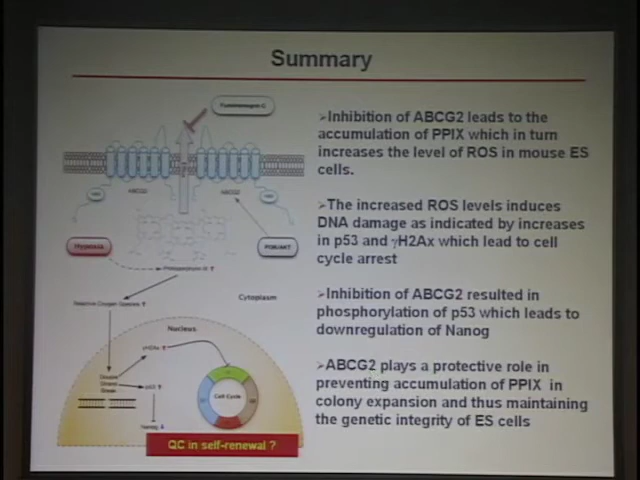 Summary
Fumitremorgin C
➢Inhibition of ABCG2 leads to the
accumulation of PPIX which in turn
increases the level of ROS in mouse ES
cells.
ABCG2
ABCG2
➢The increased ROS levels induces
DNA damage as indicated by increases
in p53 and γH2Ax which lead to cell
cycle arrest
Hypoxia
PI3K/AKT
Protoporphyrin IX ↑
Reactive Oxygen Species ↑
Cytoplasm
➢Inhibition of ABCG2 resulted in
phosphorylation of p53 which leads to
downregulation of Nanog
Nucleus
γH2Ax ↑
Double
Strand
Break
p53 ↑
Cell Cycle
Nanog ↓
➢ABCG2 plays a protective role in
preventing accumulation of PPIX in
colony expansion and thus maintaining
the genetic integrity of ES cells
QC in self-renewal ?